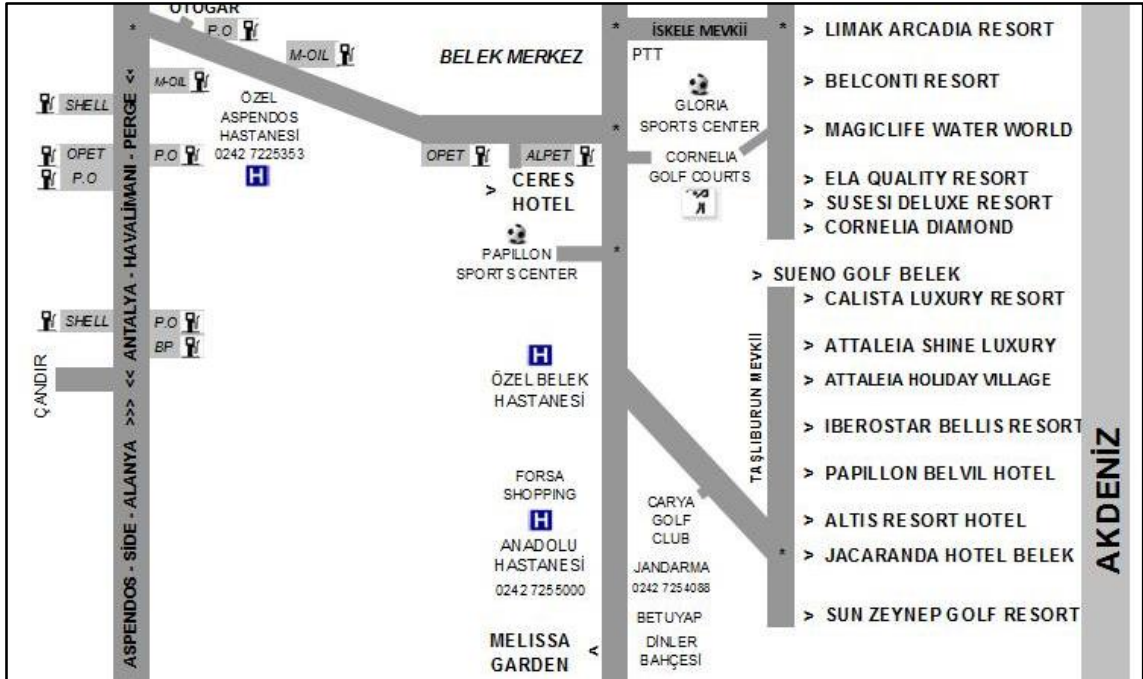 OTOGAR
P.O
M-OIL
BELEK MERKEZ
İSKELE MEVKİİ
PTT
> LIMAK ARCADIA RESORT
M-OIL
SHELL
ÖZEL
ASPENDOS
HASTANESİ
0242 7225353
H
GLORIA
SPORTS CENTER
> BELCONTI RESORT
> MAGICLIFE WATER WORLD
OPET
P.O
P.O
OPET
ALPET
> CERES
HOTEL
CORNELIA
GOLF COURTS
> ELA QUALITY RESORT
> SUSESI DELUXE RESORT
> CORNELIA DIAMOND
PAPILLON
SPORTS CENTER
> SUENO GOLF BELEK
> CALISTA LUXURY RESORT
SHELL
P.O
BP
ÇANDIR
ASPENDOS - SİDE - ALANYA >>> << ANTALYA - HAVALİMANI - PERGE <<
H
ÖZEL BELEK
HASTANESİ
TAŞLIBURUN MEVKİİ
> ATTALEIA SHINE LUXURY
> ATTALEIA HOLIDAY VILLAGE
> IBEROSTAR BELLIS RESORT
> PAPILLON BELVIL HOTEL
> ALTIS RESORT HOTEL
> JACARANDA HOTEL BELEK
> SUN ZEYNEP GOLF RESORT
AKDENİZ
FORSA
SHOPPING
H
ANADOLU
HASTANESİ
0242 7255000
CARYA
GOLF
CLUB
JANDARMA
0242 7254088
BETUYAP
DİNLER
BAHÇESİ
MELISSA <
GARDEN